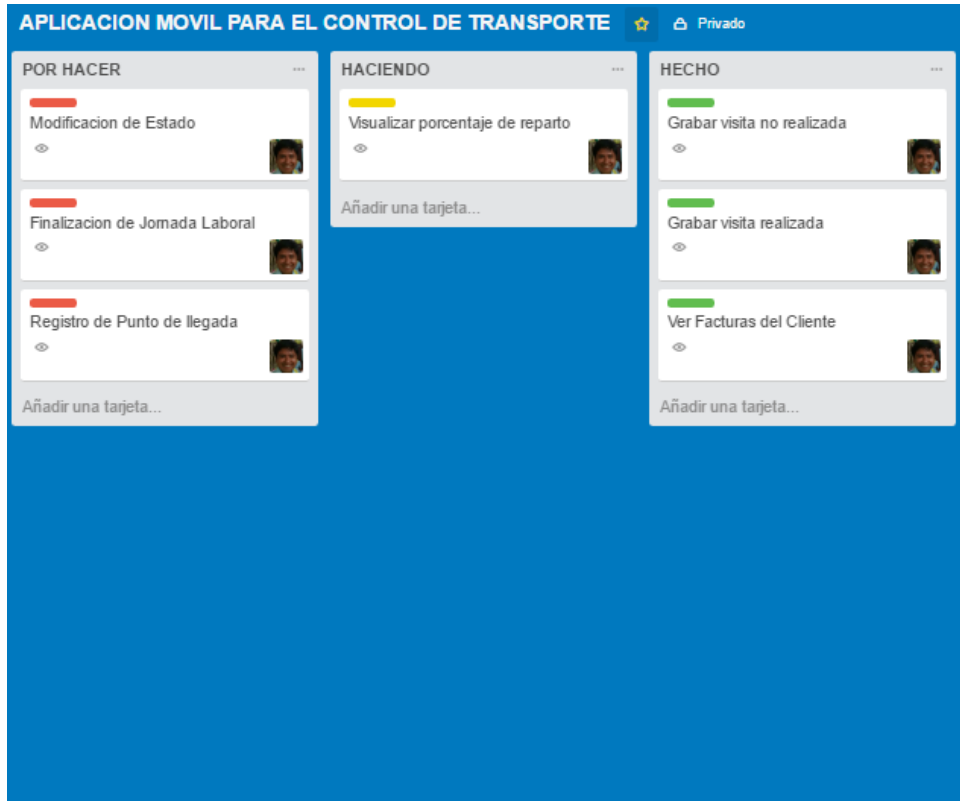 APLICACION MOVIL PARA EL CONTROL DE TRANSPORTE Privado
POR HACER
Modificacion de Estado
Finalizacion de Jornada Laboral
Registro de Punto de llegada
Añadir una tarjeta...
HACIENDO
Visualizar porcentaje de reparto
Añadir una tarjeta...
HECHO
Grabar visita no realizada
Grabar visita realizada
Ver Facturas del Cliente
Añadir una tarjeta...